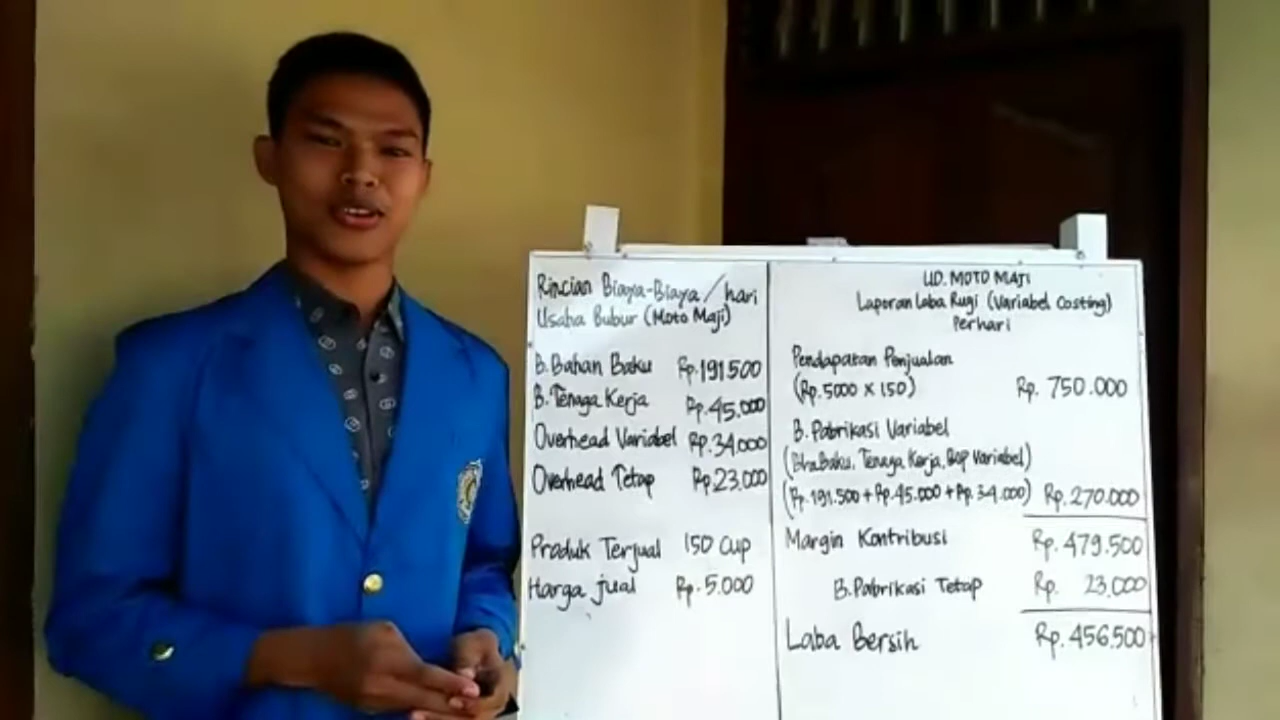 Rincian Biaya-Biaya/hari
Usaha Bubur (Moto Maji)
B. Bahan Baku Rp.191500
B. Tenaga Kerja Rp.45.000
Overhead Variabel Rp.34.000
Overhead Tetap Rp.23.000
Produk Terjual 150 Cup
Harga jual Rp.5.000
UD. MOTO MAJI
Laporan Laba Rugi (Variabel Costing)
Perhari
Pendapatan Penjualan
(Rp.5000 x 150) Rp. 750.000
B. Pabrikasi Variabel
(Bhn Baku, Tenaga Kerja, BOP Variabel)
(Rp.191.500 + Rp.45.000 + Rp.34.000) Rp.270.000
Margin Kontribusi Rp.479.500
B. Pabrikasi Tetap Rp. 23.000
Laba Bersih Rp.456.500